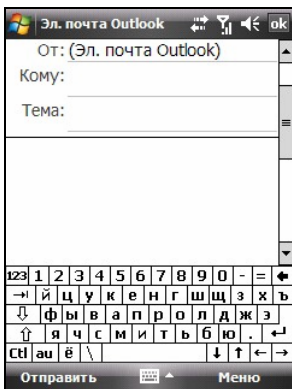 Эл. почта Outlook ok
От: (Эл. почта Outlook)
Кому:
Тема:
123 1 2 3 4 5 6 7 8 9 0 - =
й ц у к е н г ш щ з х ъ
ф ы в а п р о л д ж э
я ч с м и т ь б ю .
Ctl au ё \
Отправить Меню